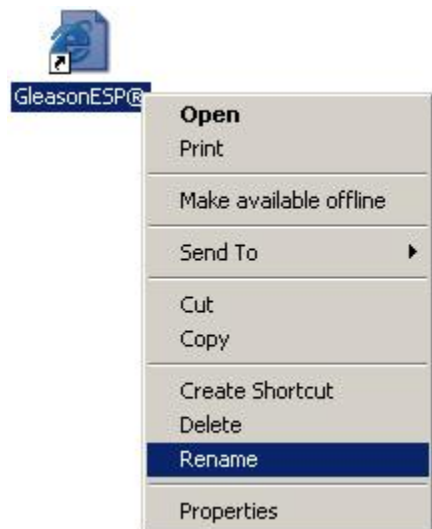 GleasonESP®
Open
Print
Make available offline
Send To
Cut
Copy
Create Shortcut
Delete
Rename
Properties